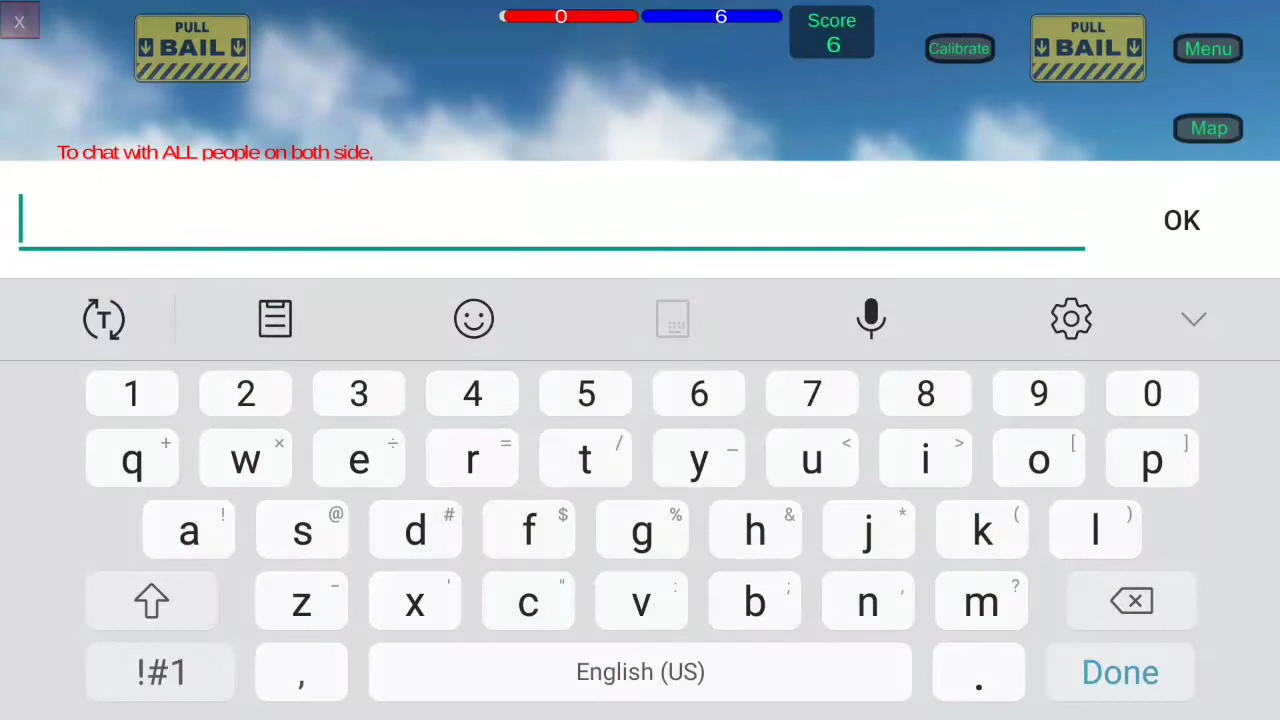 X
PULL
BAIL
0
6
Score
6
Calibrate
PULL
BAIL
Menu
Map
To chat with ALL people on both side,
OK
T
1 2 3 4 5 6 7 8 9 0
q + w × e ÷ r = t / y _ u < i > o [ p ]
a ! s @ d # f $ g % h & j * k ( l )
z - x ' c " v : b ; n , m ?
!#1 , English (US) . Done